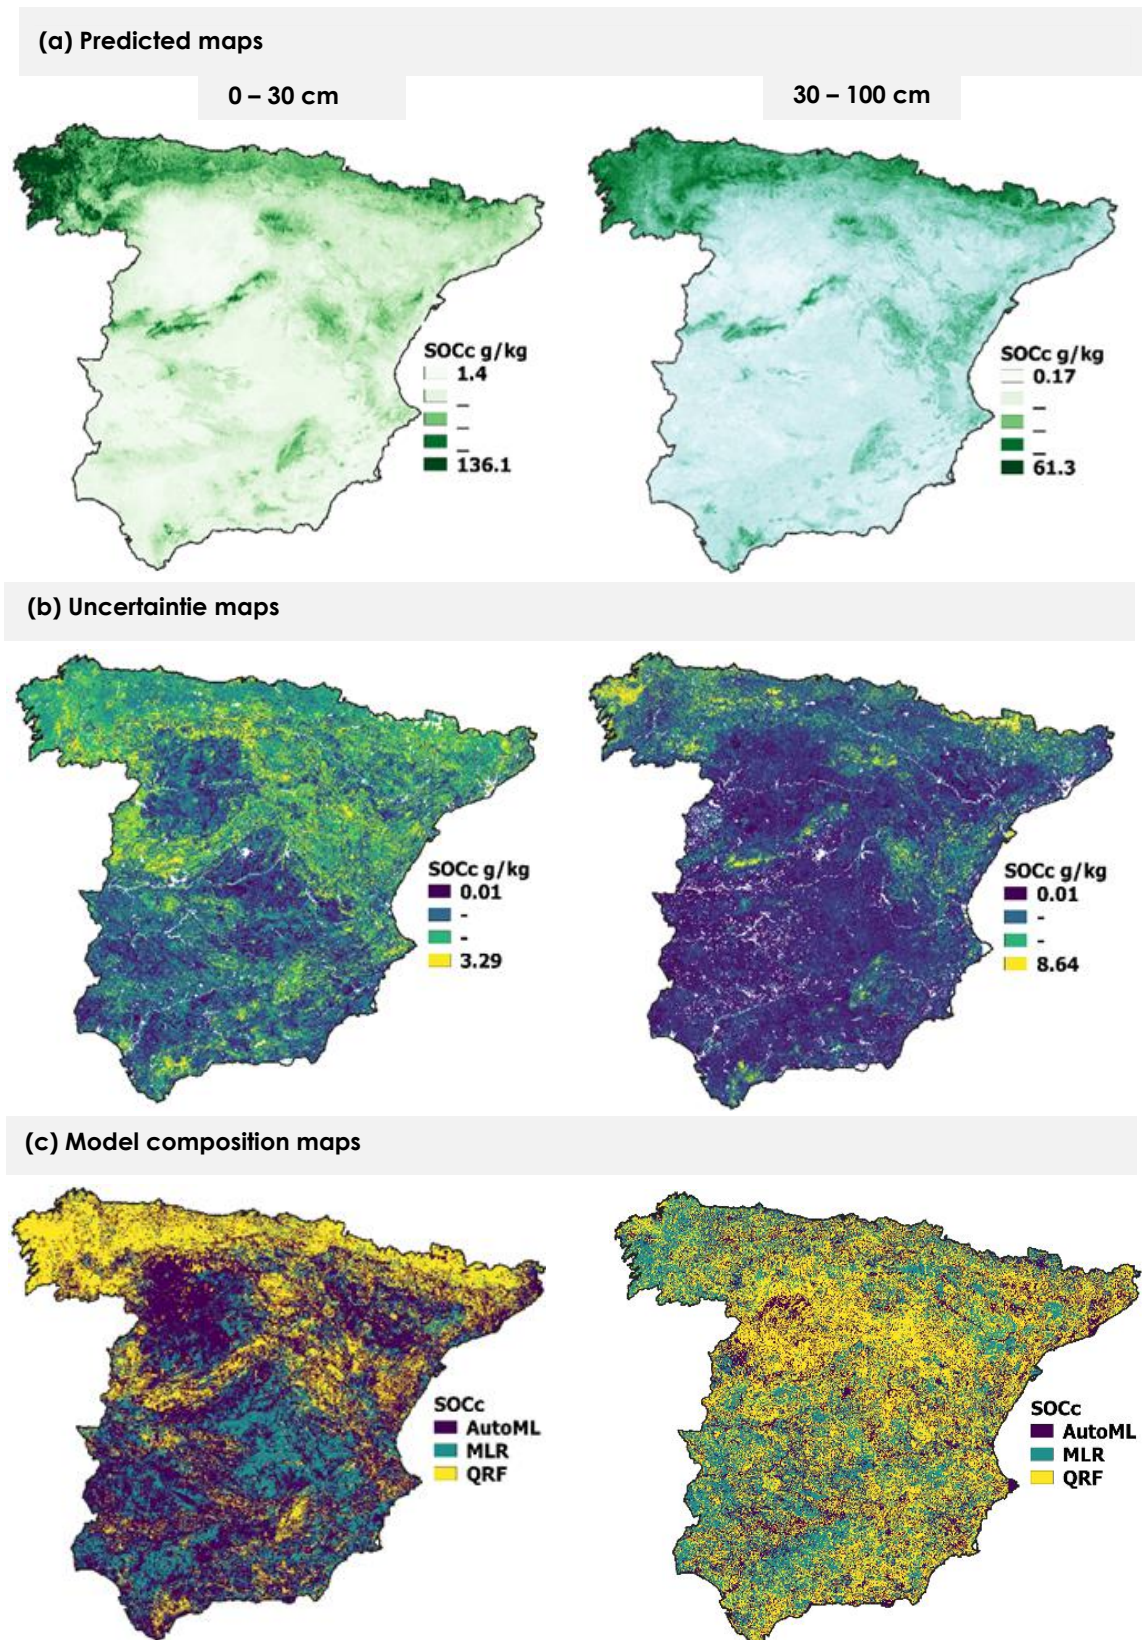 (a) Predicted maps
0 – 30 cm
30 – 100 cm
SOCc g/kg
1.4
_
_
_
136.1
SOCc g/kg
0.17
_
_
_
61.3
(b) Uncertaintie maps
SOCc g/kg
0.01
-
-
3.29
SOCc g/kg
0.01
-
-
8.64
(c) Model composition maps
SOCc
AutoML
MLR
QRF
SOCc
AutoML
MLR
QRF